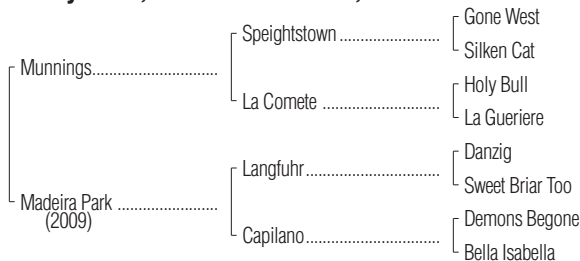 Speightstown
Gone West
Silken Cat
Munnings
La Comete
Holy Bull
La Gueriere
Langfuhr
Danzig
Sweet Briar Too
Madeira Park
(2009)
Capilano
Demons Begone
Bella Isabella